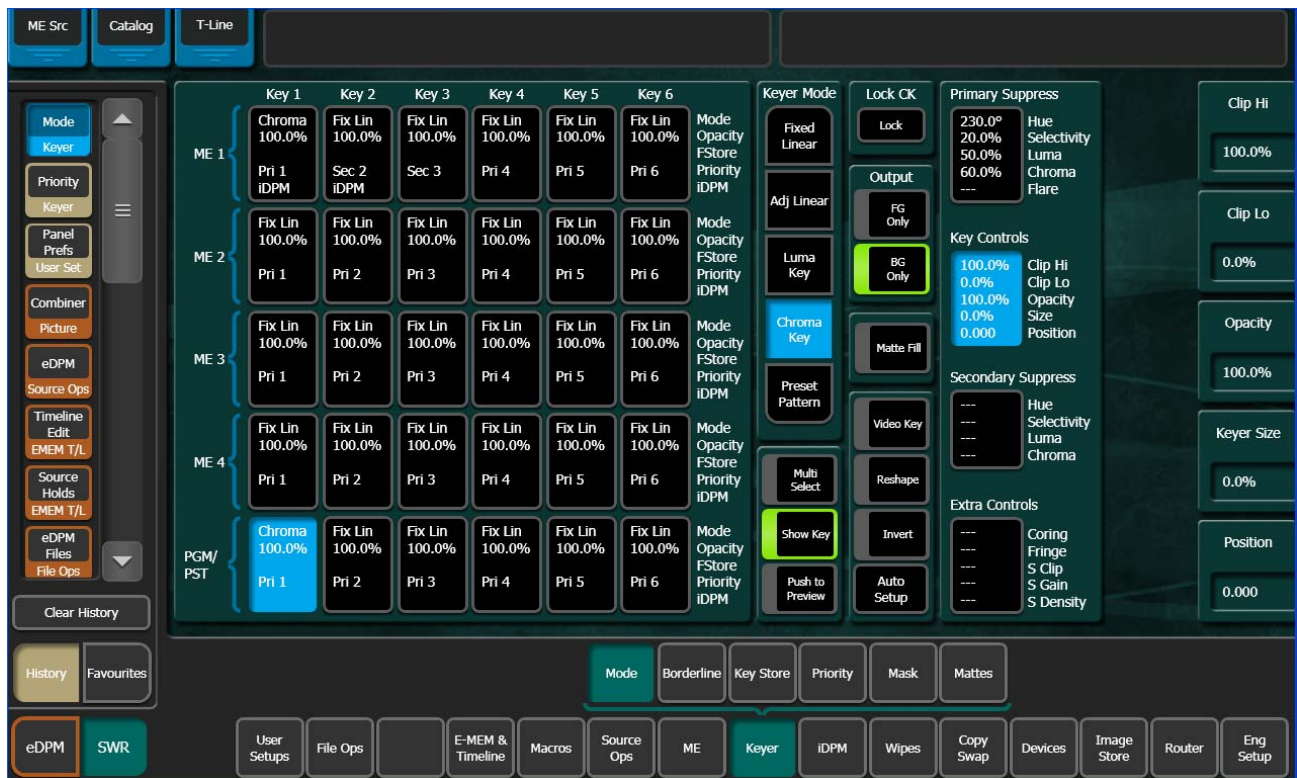 ME Src
Catalog
T-Line
Mode
Keyer
Priority
Keyer
Panel
Prefs
User Set
Combiner
Picture
eDPM
Source Ops
Timeline
Edit
EMEM T/L
Source
Holds
EMEM T/L
eDPM
Files
File Ops
Clear History
History
Favourites
eDPM
SWR
Key 1 Key 2 Key 3 Key 4 Key 5 Key 6
ME 1
Chroma Fix Lin Fix Lin Fix Lin Fix Lin Fix Lin Mode
100.0% 100.0% 100.0% 100.0% 100.0% 100.0% Opacity
FStore
Pri 1 Sec 2 Sec 3 Pri 4 Pri 5 Pri 6 Priority
iDPM iDPM iDPM
ME 2
Fix Lin Fix Lin Fix Lin Fix Lin Fix Lin Fix Lin Mode
100.0% 100.0% 100.0% 100.0% 100.0% 100.0% Opacity
FStore
Pri 1 Pri 2 Pri 3 Pri 4 Pri 5 Pri 6 Priority
iDPM
ME 3
Fix Lin Fix Lin Fix Lin Fix Lin Fix Lin Fix Lin Mode
100.0% 100.0% 100.0% 100.0% 100.0% 100.0% Opacity
FStore
Pri 1 Pri 2 Pri 3 Pri 4 Pri 5 Pri 6 Priority
iDPM
ME 4
Fix Lin Fix Lin Fix Lin Fix Lin Fix Lin Fix Lin Mode
100.0% 100.0% 100.0% 100.0% 100.0% 100.0% Opacity
FStore
Pri 1 Pri 2 Pri 3 Pri 4 Pri 5 Pri 6 Priority
iDPM
PGM/
PST
Chroma Fix Lin Fix Lin Fix Lin Fix Lin Fix Lin Mode
100.0% 100.0% 100.0% 100.0% 100.0% 100.0% Opacity
FStore
Pri 1 Pri 2 Pri 3 Pri 4 Pri 5 Pri 6 Priority
iDPM
Keyer Mode
Fixed
Linear
Adj Linear
Luma
Key
Chroma
Key
Preset
Pattern
Multi
Select
Show Key
Push to
Preview
Lock CK
Lock
Output
FG
Only
BG
Only
Matte Fill
Video Key
Reshape
Invert
Auto
Setup
Primary Suppress
230.0° Hue
20.0% Selectivity
50.0% Luma
60.0% Chroma
--- Flare
Key Controls
100.0% Clip Hi
0.0% Clip Lo
100.0% Opacity
0.0% Size
0.000 Position
Secondary Suppress
--- Hue
--- Selectivity
--- Luma
--- Chroma
Extra Controls
--- Coring
--- Fringe
--- S Clip
--- S Gain
--- S Density
Clip Hi
100.0%
Clip Lo
0.0%
Opacity
100.0%
Keyer Size
0.0%
Position
0.000
Mode
Borderline
Key Store
Priority
Mask
Mattes
User
Setups
File Ops
E-MEM &
Timeline
Macros
Source
Ops
ME
Keyer
iDPM
Wipes
Copy
Swap
Devices
Image
Store
Router
Eng
Setup